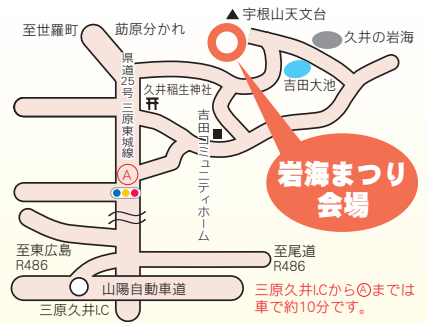 ▲宇根山天文台
至世羅町
莇原分かれ
久井の岩海
県道25号 三原東城線
久井稲生神社
吉田大池
吉田コミュニティホーム
A
岩海まつり
会場
至東広島
R486
至尾道
R486
山陽自動車道
三原久井I.C
三原久井I.CからⒶまでは
車で約10分です。